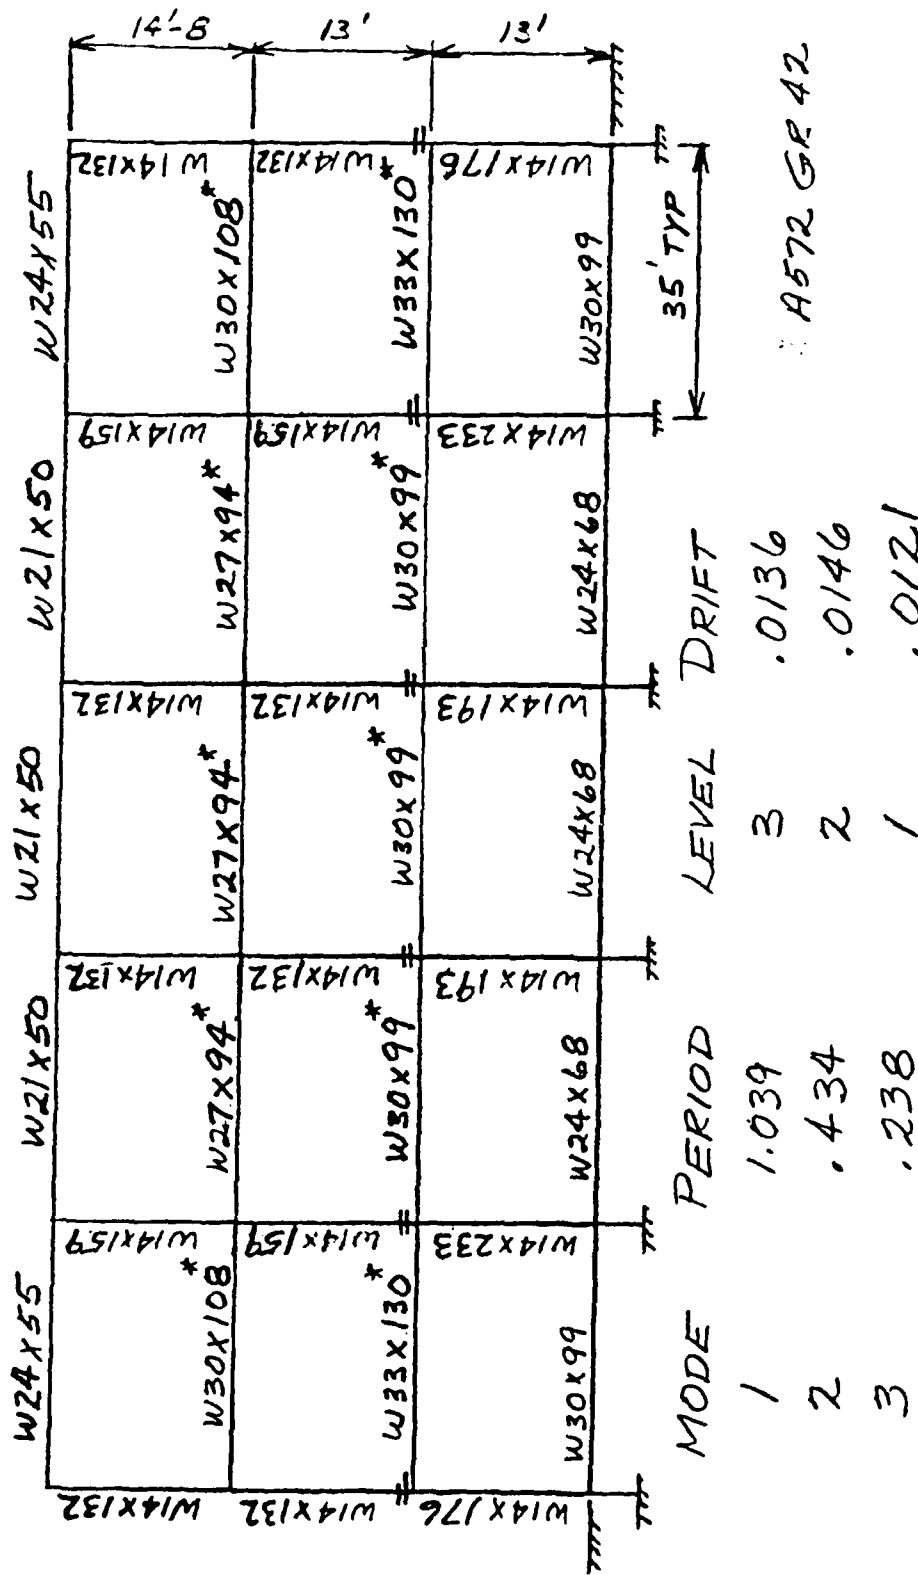 W24x55 W21x50 W21x50 W21x50 W24x55
W14x132 W14x159 W14x132 W14x132 W14x159 W14x132
14'-8
W30x108* W27x94* W27x94* W27x94* W30x108*
W14x132 W14x159 W14x132 W14x132 W14x159 W14x132
13'
W33x130* W30x99* W30x99* W30x99* W33x130*
W14x176 W14x233 W14x193 W14x193 W14x233 W14x176
13'
W30x99 W24x68 W24x68 W24x68 W30x99
35' TYP
MODE PERIOD LEVEL DRIFT
1 1.039 3 .0136
2 .434 2 .0146
3 .238 1 .0121
A572 GR 42